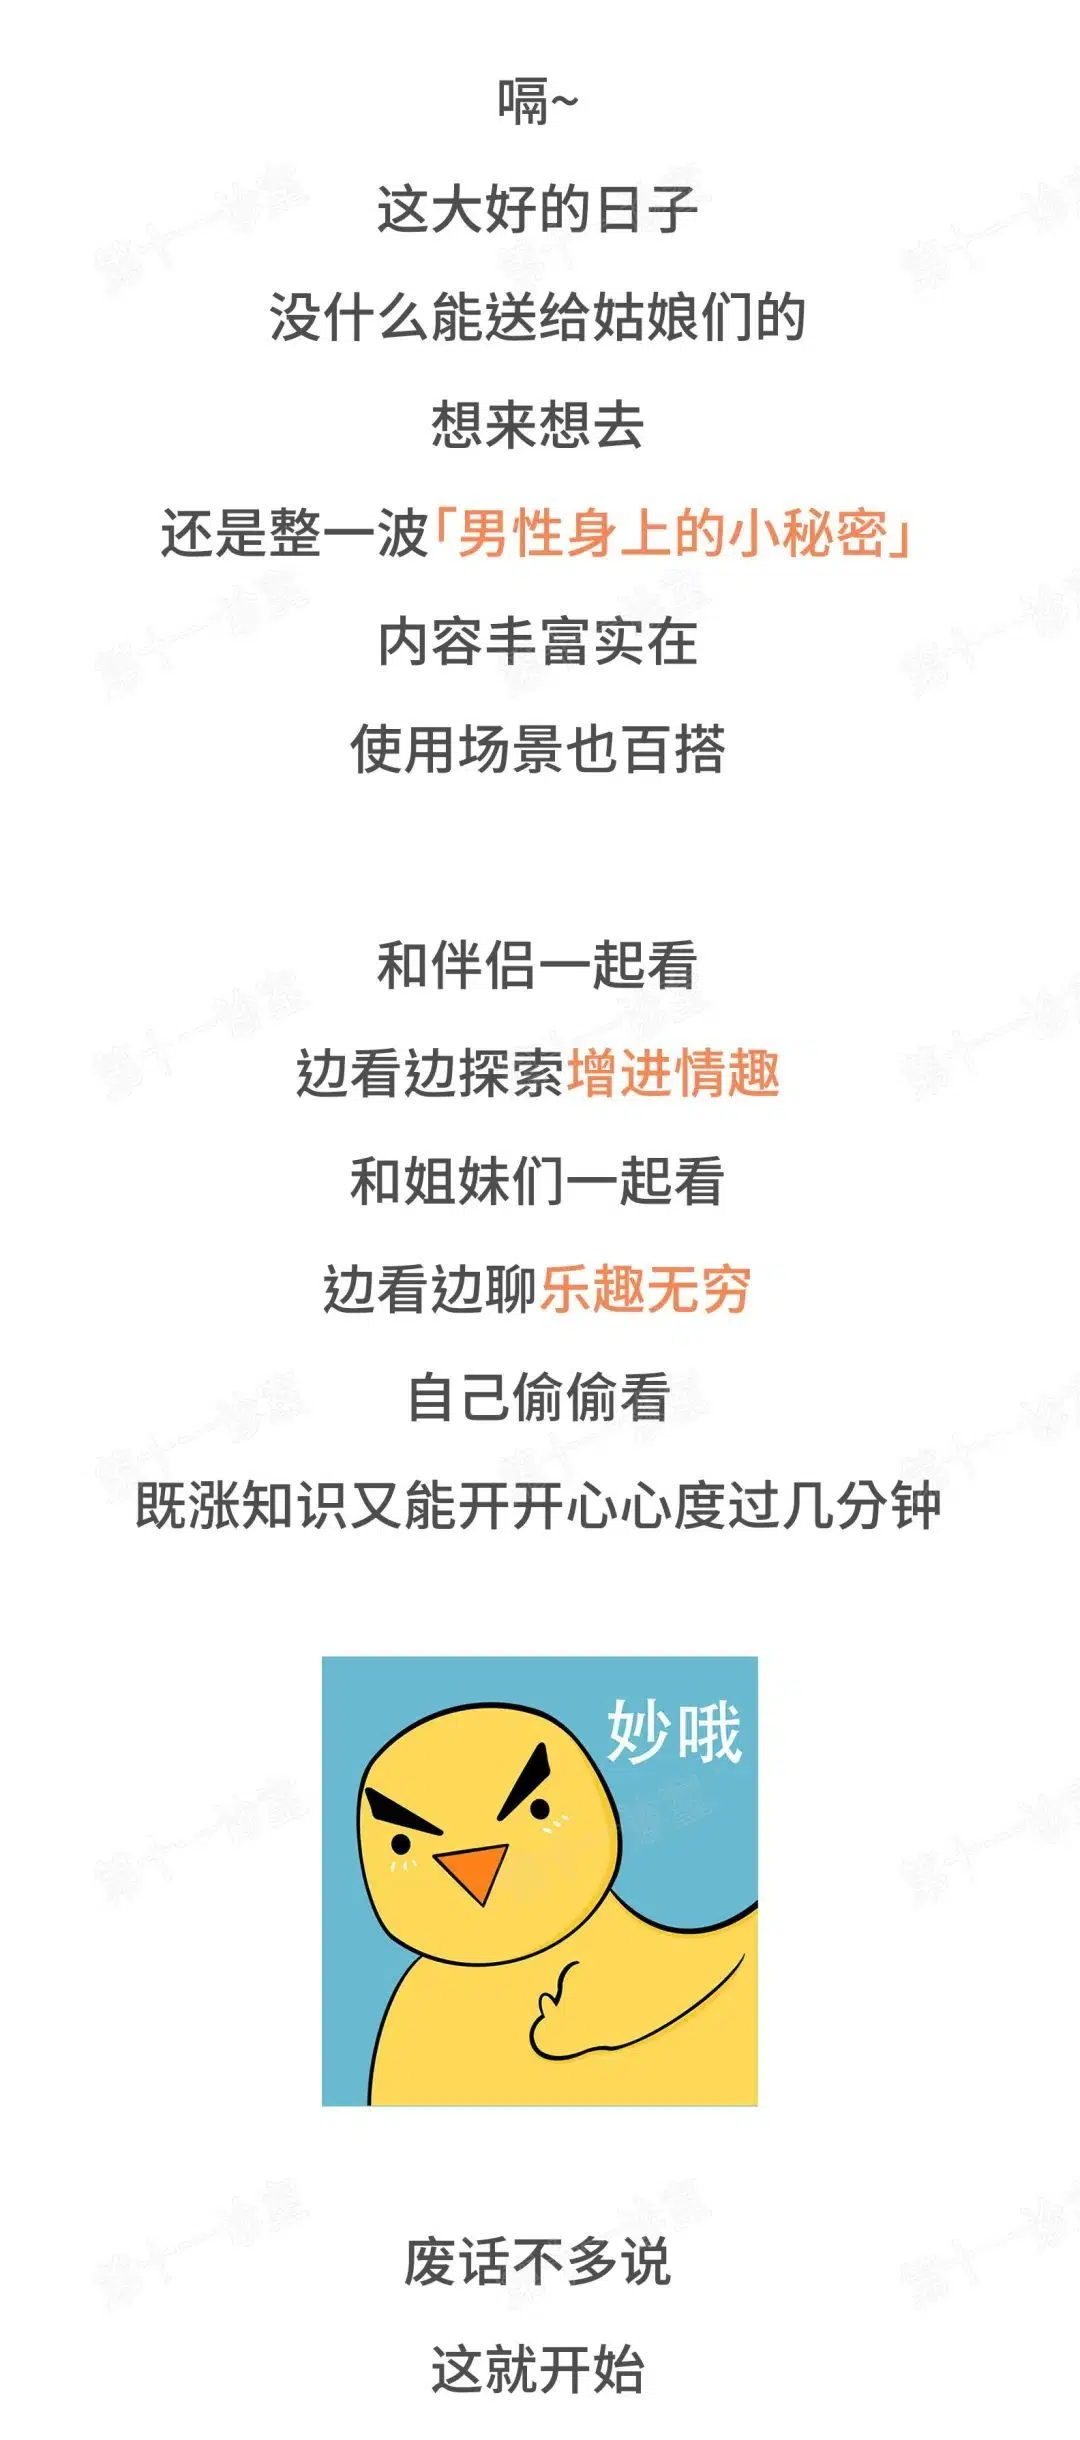 嗝~
这大好的日子
没什么能送给姑娘们的
想来想去
还是整一波「男性身上的小秘密」
内容丰富实在
使用场景也百搭
和伴侣一起看
边看边探索增进情趣
和姐妹们一起看
边看边聊乐趣无穷
自己偷偷看
既涨知识又能开开心心度过几分钟
妙哦
废话不多说
这就开始